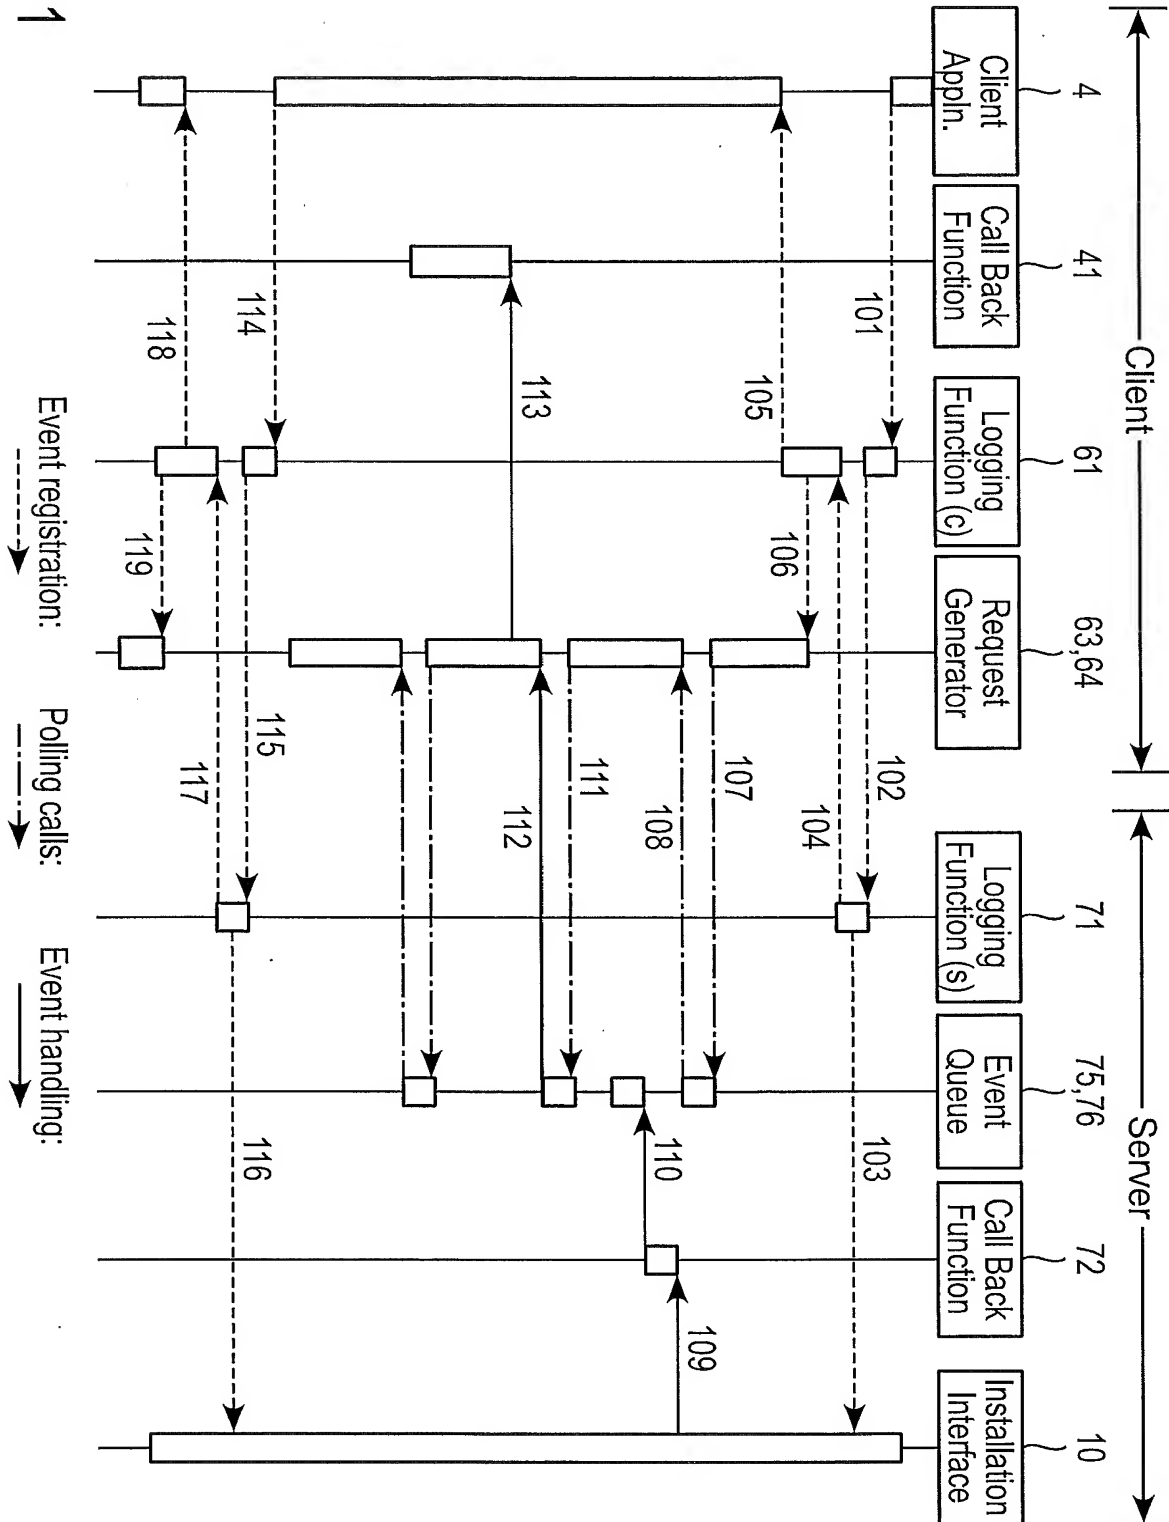 Client
Server
4
41
61
63,64
71
75,76
72
10
Client
Appln.
Call Back
Function
Logging
Function (c)
Request
Generator
Logging
Function (s)
Event
Queue
Call Back
Function
Installation
Interface
101
102
103
104
105
106
107
108
109
110
111
112
113
114
115
116
117
118
119
Event registration:
Polling calls:
Event handling:
1